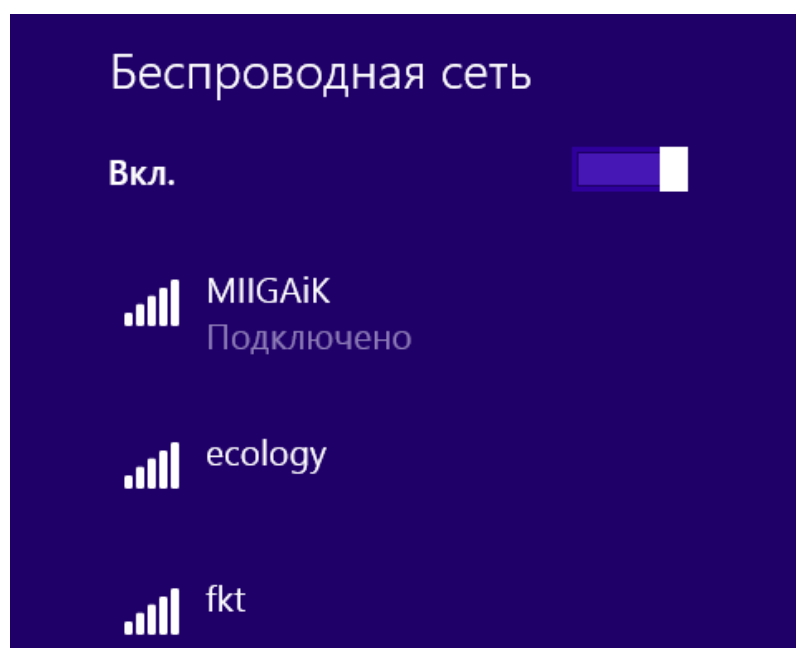 Беспроводная сеть
Вкл.
MIIGAiK
Подключено
ecology
fkt